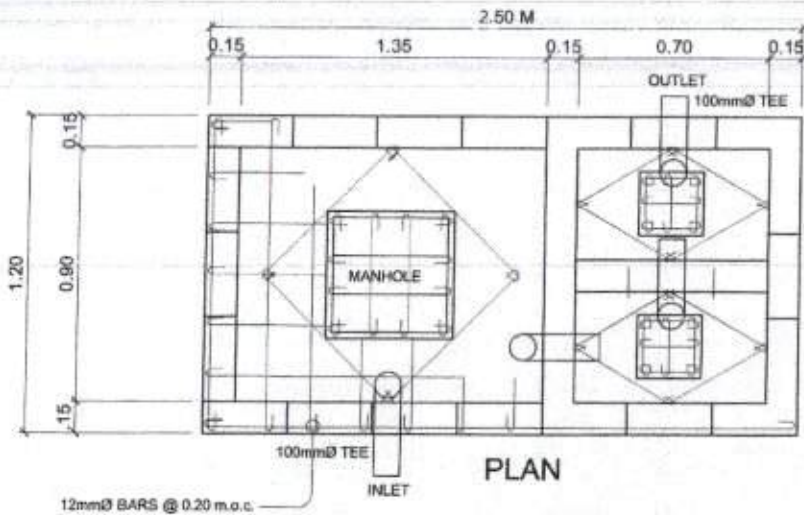 2.50 M
0.15 1.35 0.15 0.70 0.15
OUTLET
100mmØ TEE
0.15
1.20
0.90
MANHOLE
.15
100mmØ TEE
INLET
PLAN
12mmØ BARS @ 0.20 m.o.c.